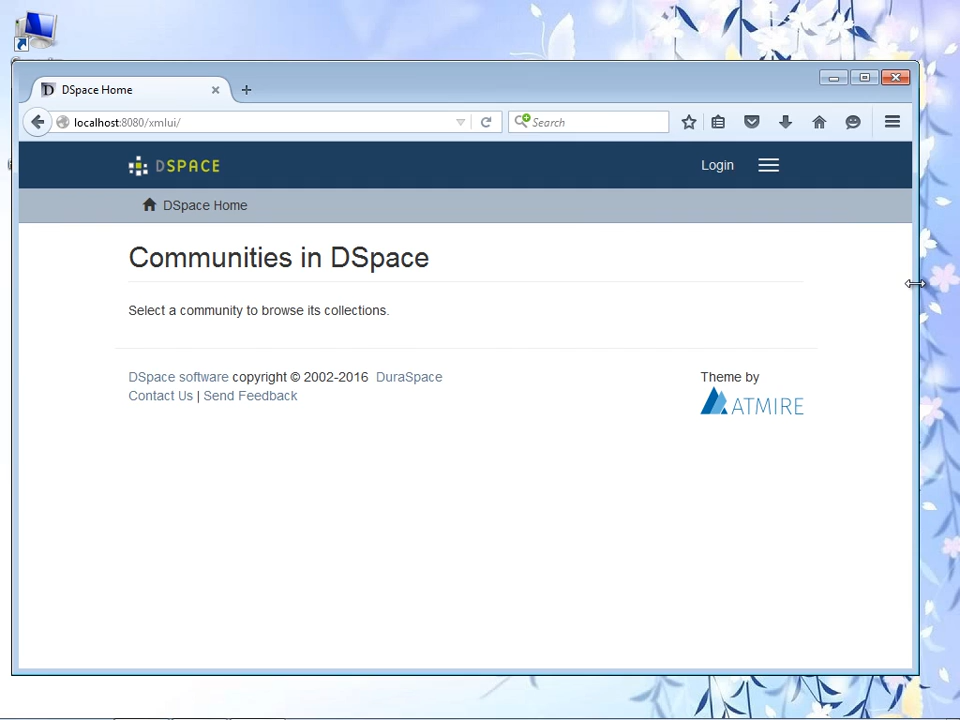 DSpace Home
localhost:8080/xmlui/
Search
DSPACE
Login
DSpace Home
Communities in DSpace
Select a community to browse its collections.
DSpace software copyright © 2002-2016 DuraSpace
Theme by
Contact Us | Send Feedback
ATMIRE